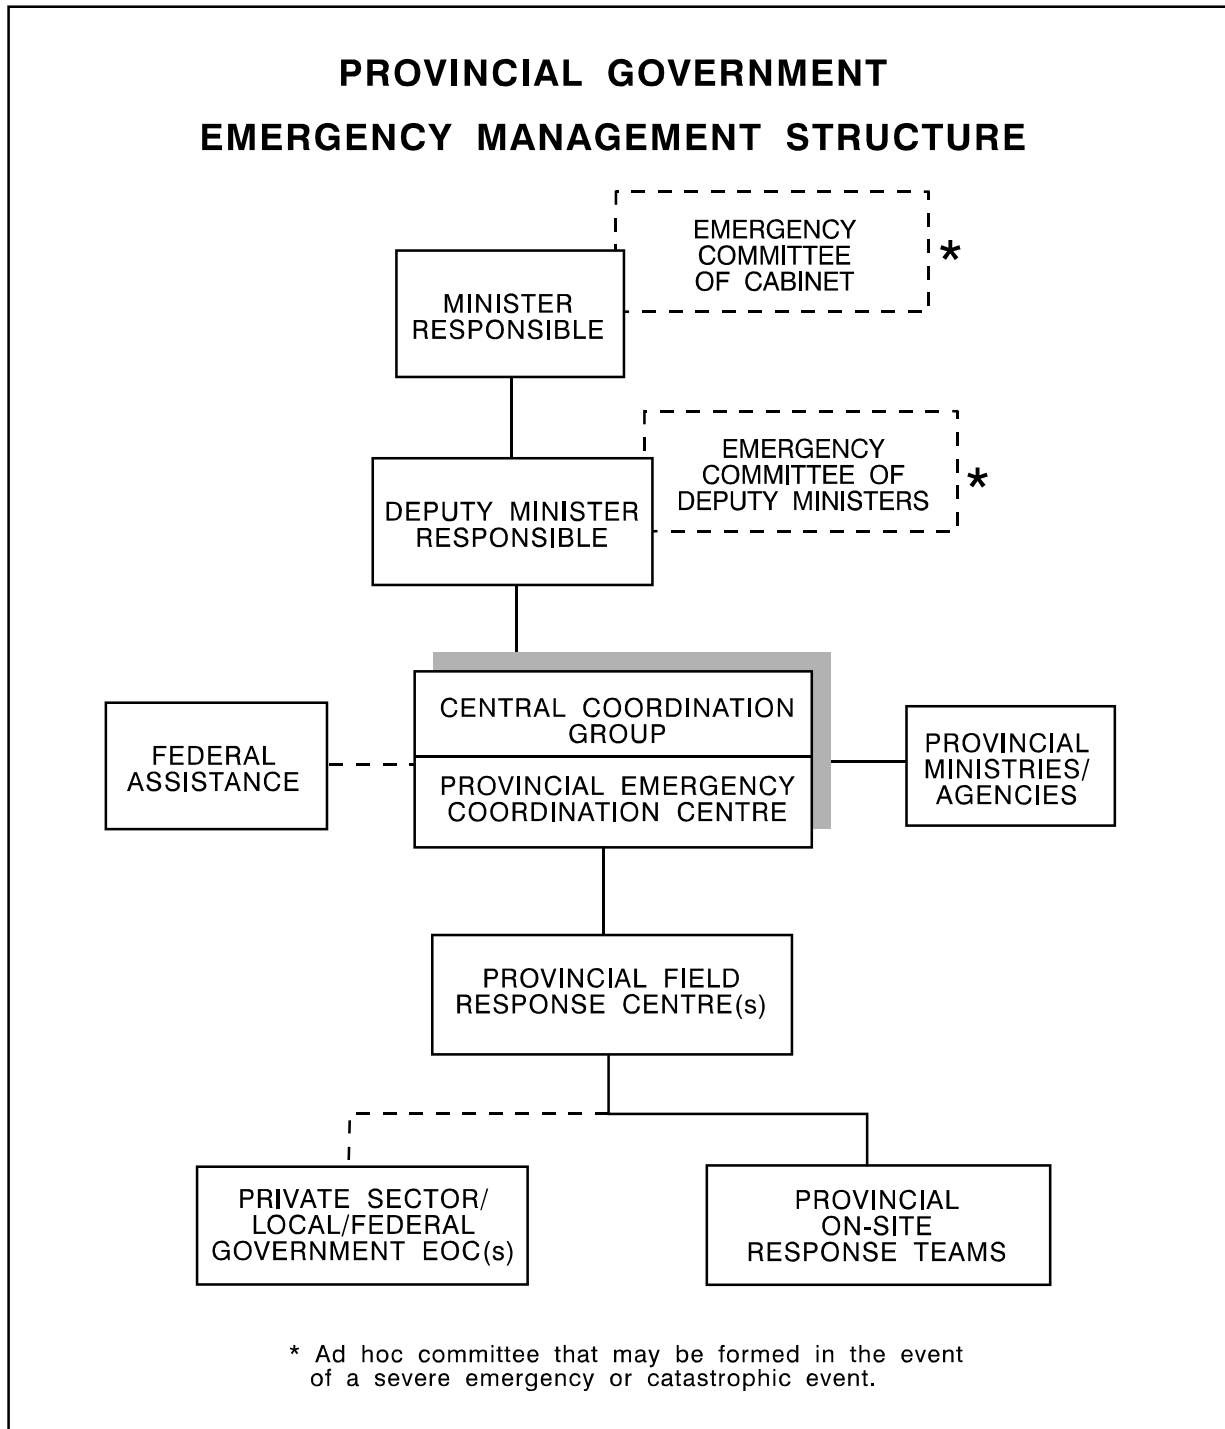 PROVINCIAL GOVERNMENT
EMERGENCY MANAGEMENT STRUCTURE
EMERGENCY
COMMITTEE
OF CABINET
*
MINISTER
RESPONSIBLE
EMERGENCY
COMMITTEE OF
DEPUTY MINISTERS
*
DEPUTY MINISTER
RESPONSIBLE
CENTRAL COORDINATION
GROUP
FEDERAL
ASSISTANCE
PROVINCIAL EMERGENCY
COORDINATION CENTRE
PROVINCIAL
MINISTRIES/
AGENCIES
PROVINCIAL FIELD
RESPONSE CENTRE(s)
PRIVATE SECTOR/
LOCAL/FEDERAL
GOVERNMENT EOC(s)
PROVINCIAL
ON-SITE
RESPONSE TEAMS
* Ad hoc committee that may be formed in the event
of a severe emergency or catastrophic event.